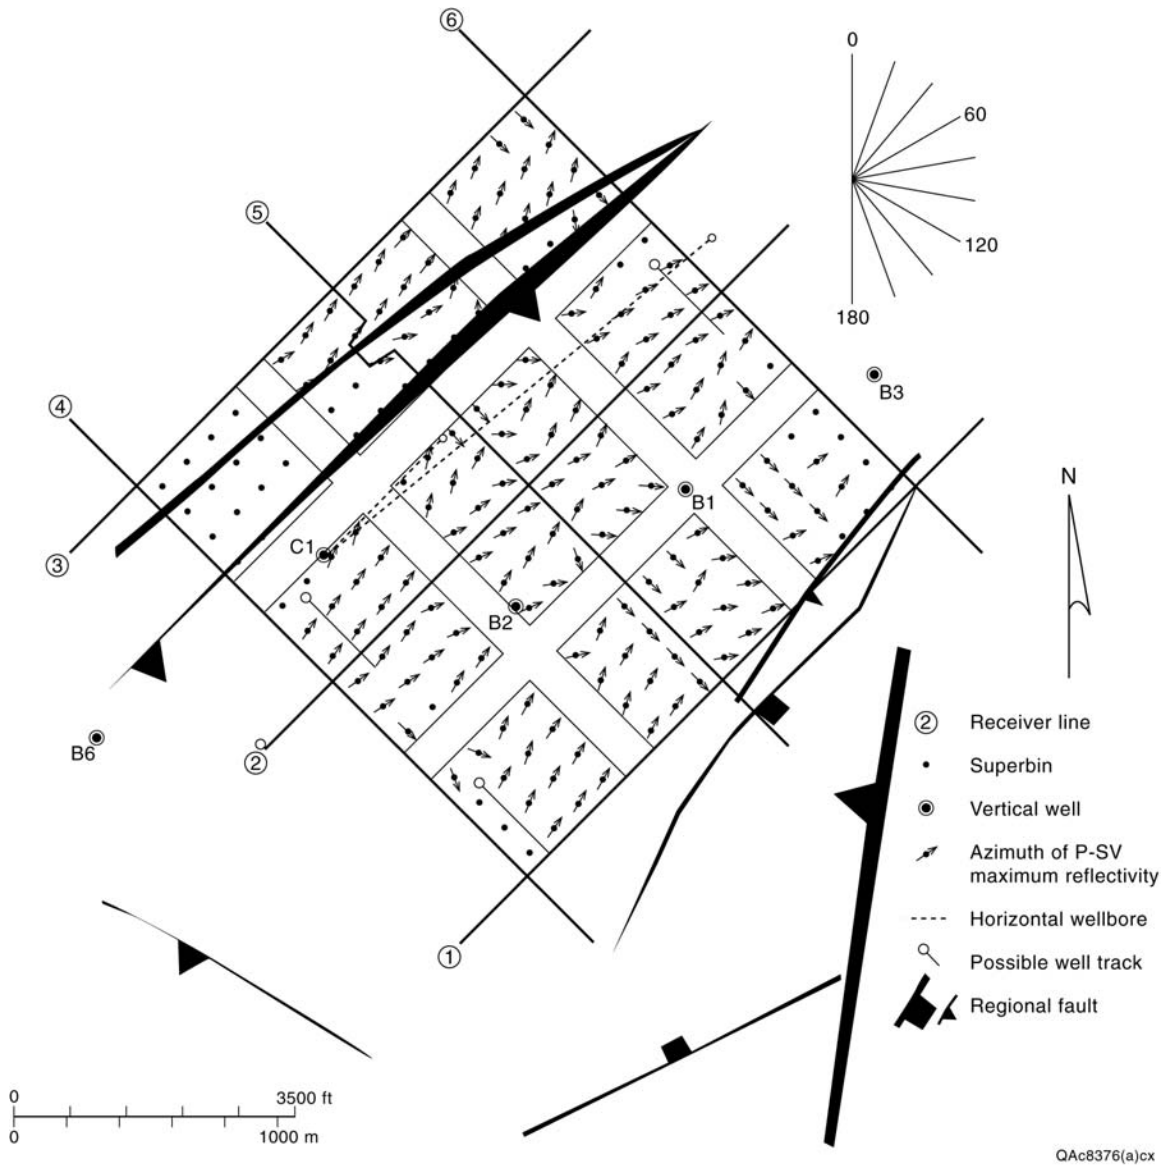 ⑥
0
60
120
180
⑤
④
③
B3
B1
C1
B2
B6
②
①
N
② Receiver line
Superbin
Vertical well
Azimuth of P-SV
maximum reflectivity
Horizontal wellbore
Possible well track
Regional fault
0 3500 ft
0 1000 m
QAc8376(a)cx